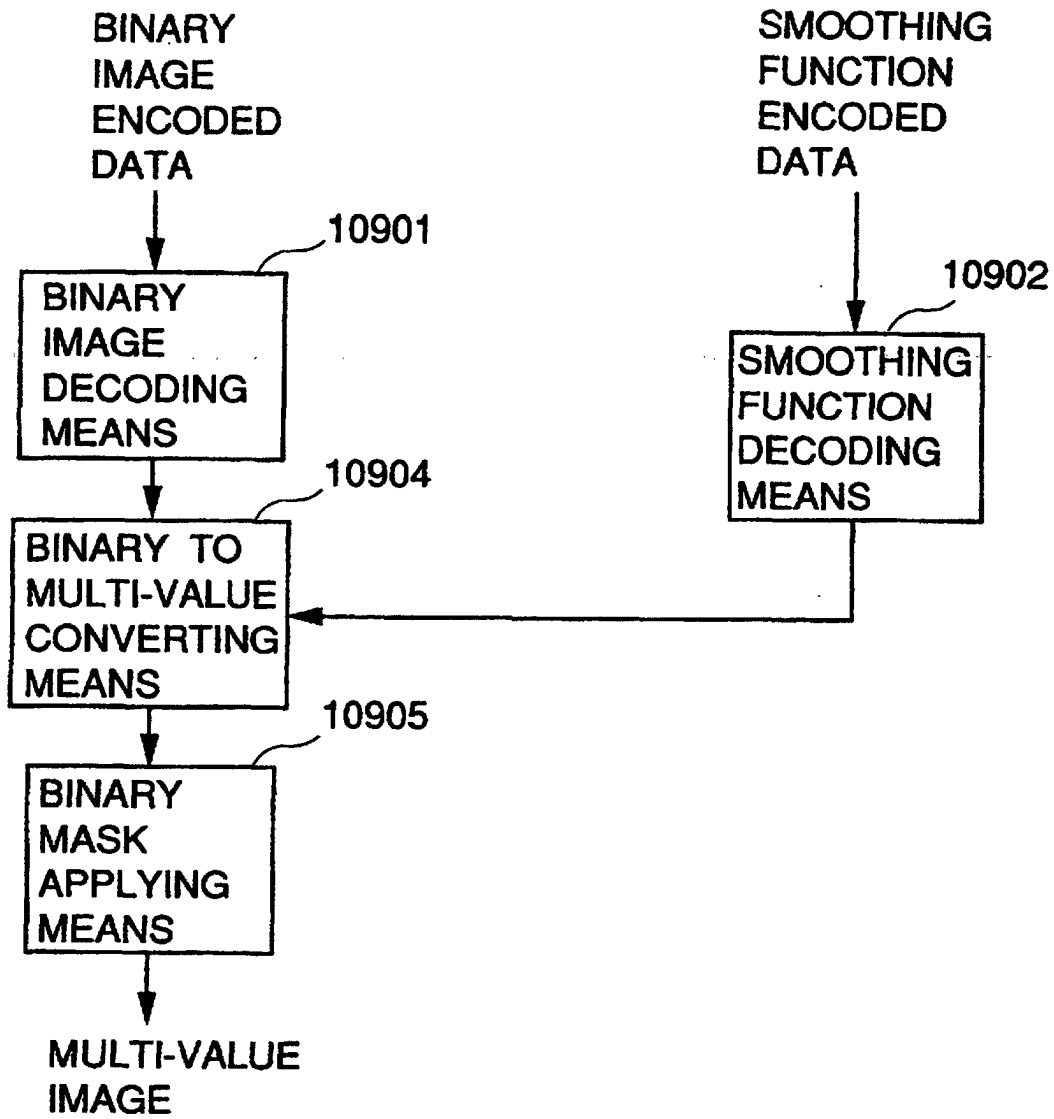 BINARY
IMAGE
ENCODED
DATA
SMOOTHING
FUNCTION
ENCODED
DATA
10901
BINARY
IMAGE
DECODING
MEANS
10902
SMOOTHING
FUNCTION
DECODING
MEANS
10904
BINARY TO
MULTI-VALUE
CONVERTING
MEANS
10905
BINARY
MASK
APPLYING
MEANS
MULTI-VALUE
IMAGE